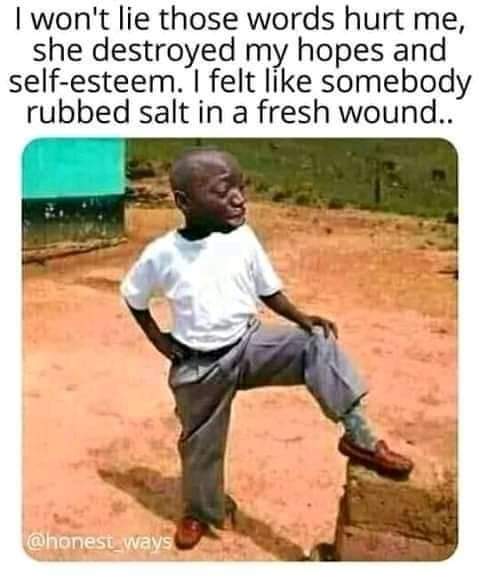 I won't lie those words hurt me,
she destroyed my hopes and
self-esteem. I felt like somebody
rubbed salt in a fresh wound..
@honest_ways